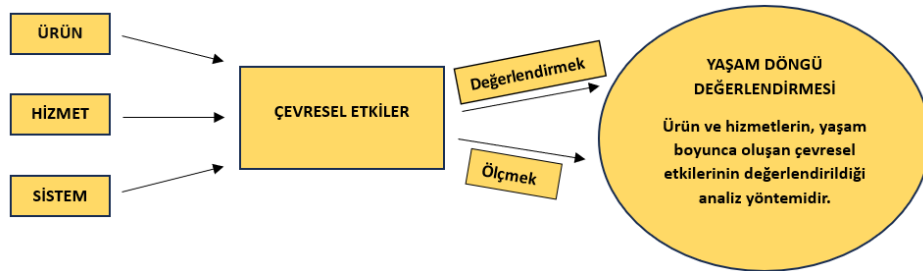 ÜRÜN
HİZMET
SİSTEM
ÇEVRESEL ETKİLER
Değerlendirmek
Ölçmek
YAŞAM DÖNGÜ
DEĞERLENDİRMESİ
Ürün ve hizmetlerin, yaşam
boyunca oluşan çevresel
etkilerinin değerlendirildiği
analiz yöntemidir.